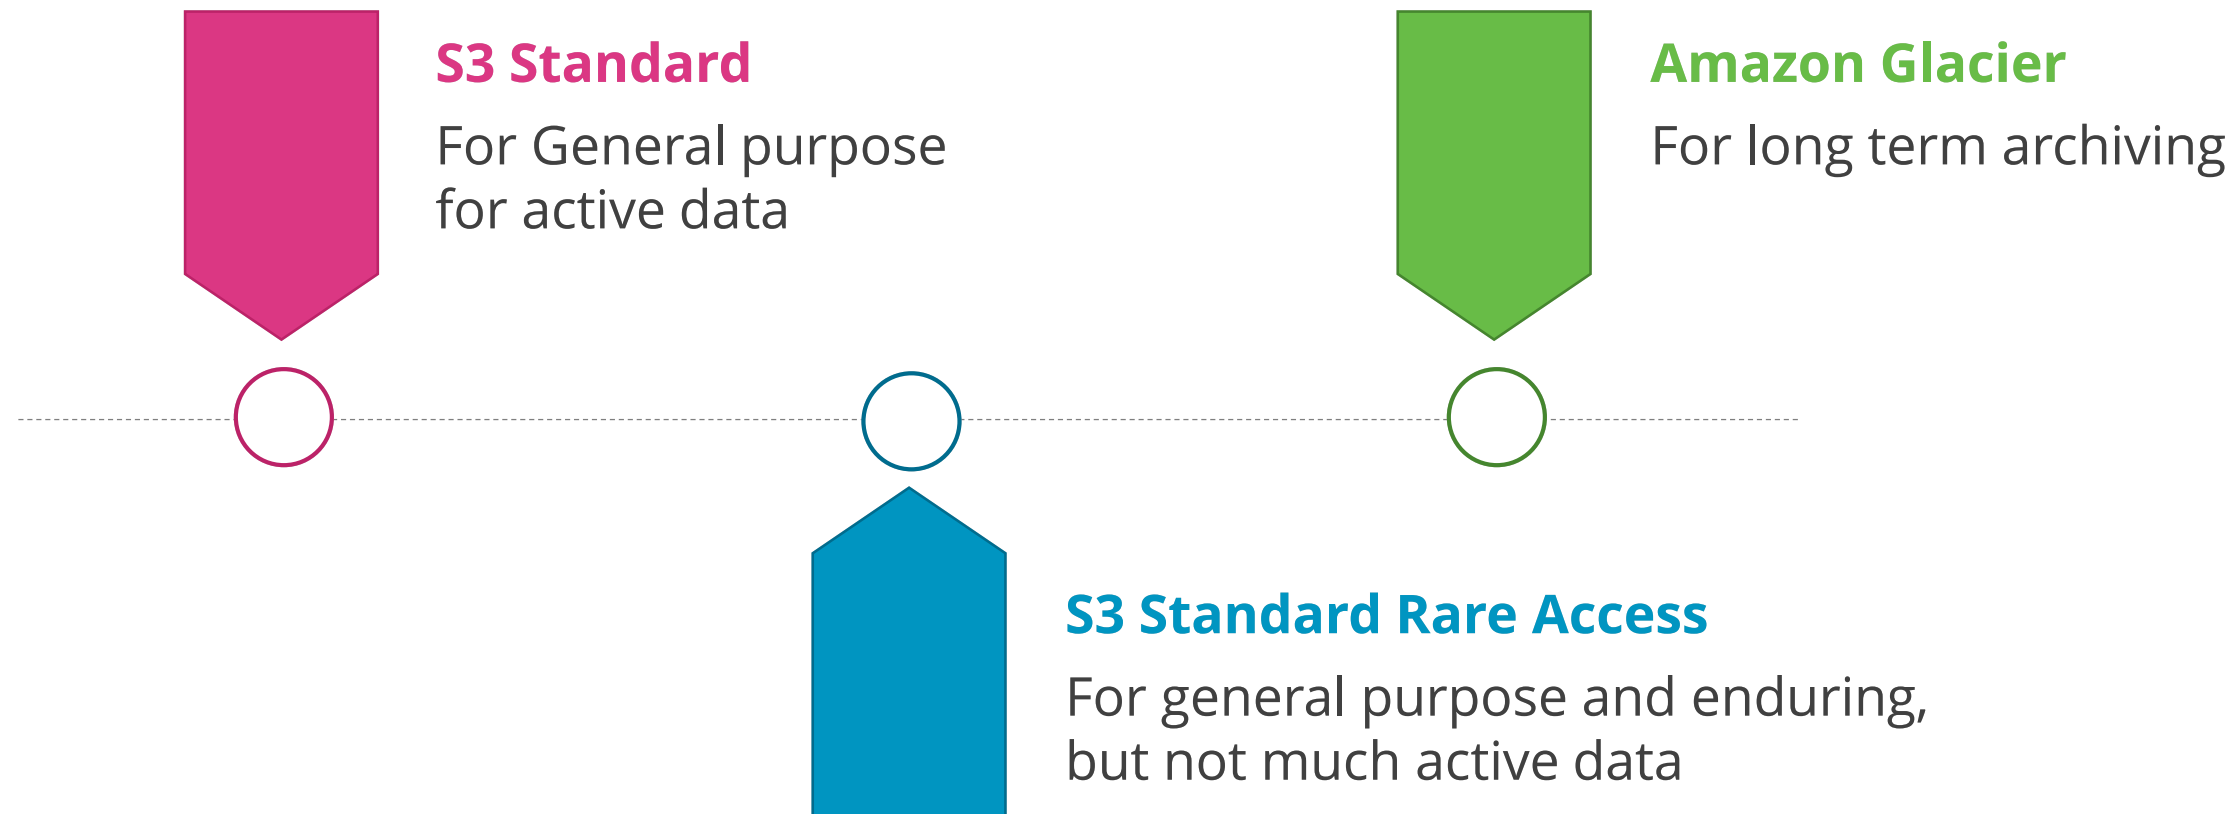 S3 Standard
For General purpose
for active data
Amazon Glacier
For long term archiving
S3 Standard Rare Access
For general purpose and enduring,
but not much active data